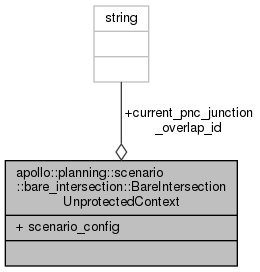 string
+current_pnc_junction
_overlap_id
apollo::planning::scenario
::bare_intersection::BareIntersection
UnprotectedContext
+ scenario_config